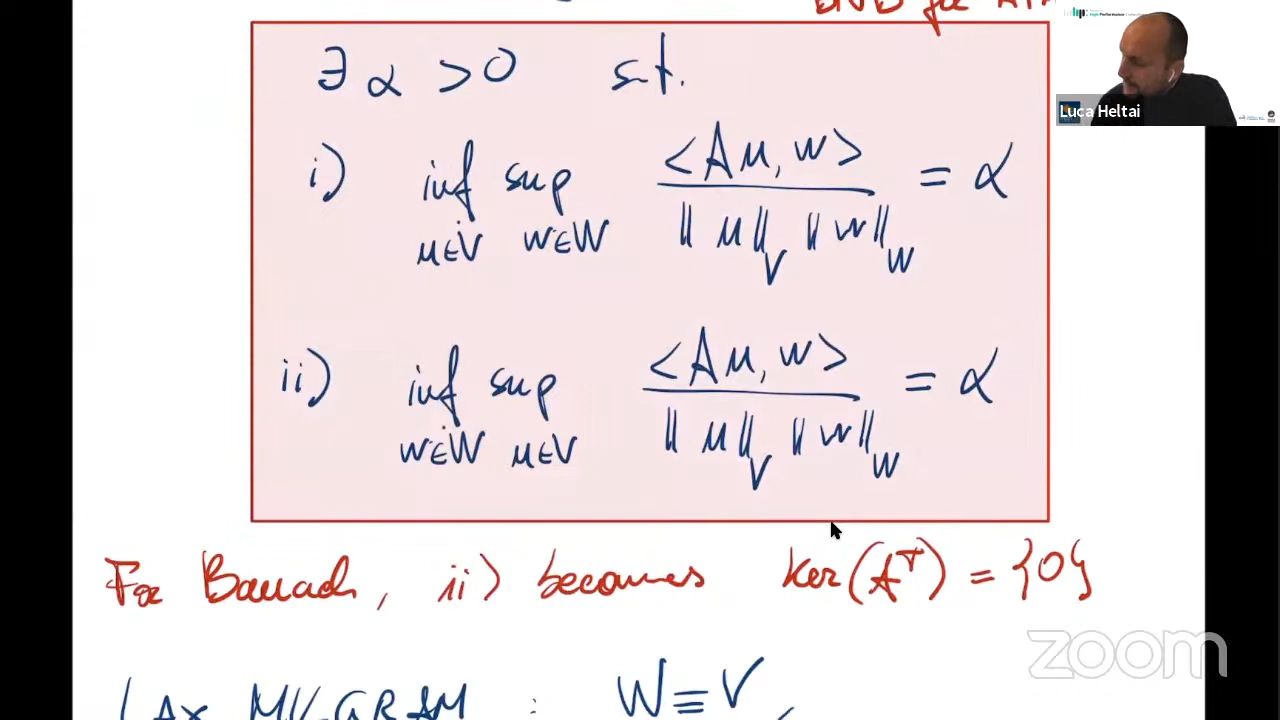 ∃ α > 0 s.t.
i) inf sup <Au, w> = α
u∈V w∈W ‖u‖_V ‖w‖_W
ii) inf sup <Au, w> = α
w∈W u∈V ‖u‖_V ‖w‖_W
For Banach, ii) becomes ker(A^T) = {0}
LAX MILGRAM : W ≡ V
Luca Heltai
zoom